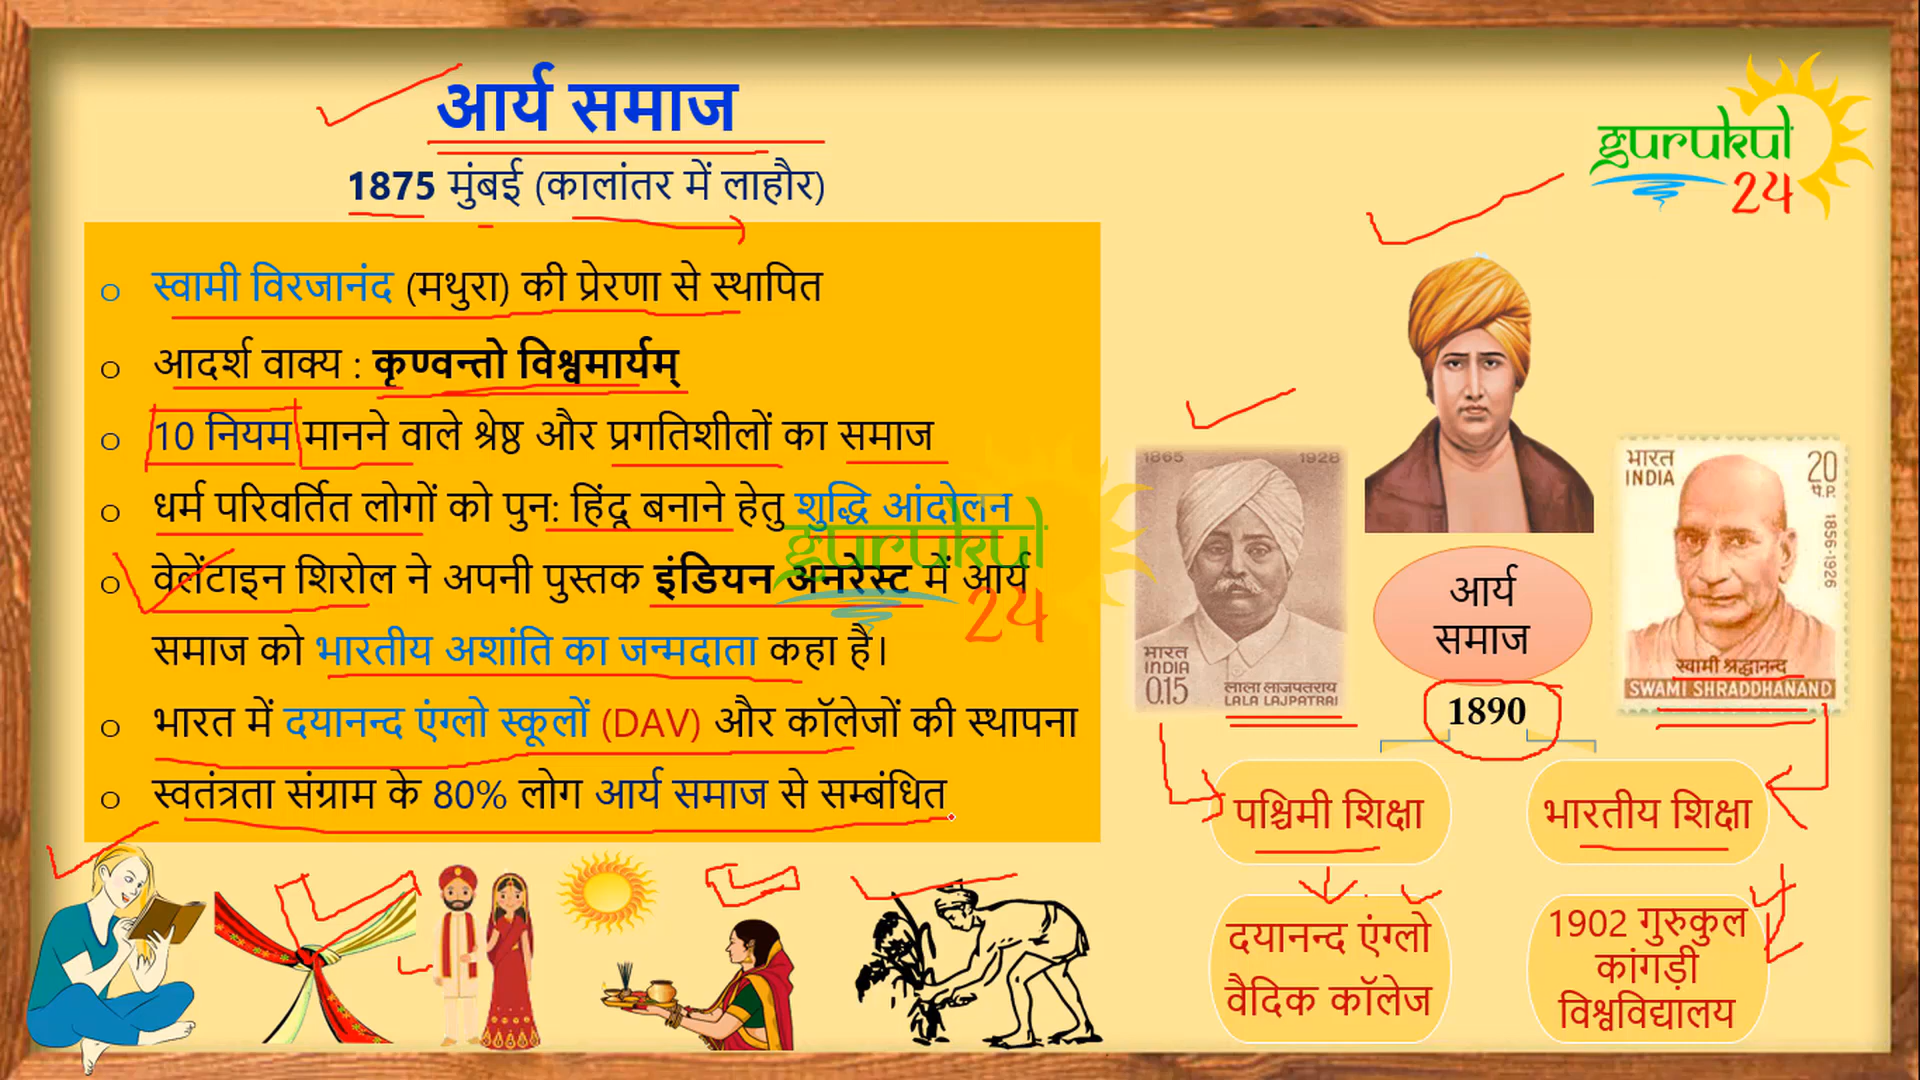 आर्य समाज
1875 मुंबई (कालांतर में लाहौर)
gurukul
24
स्वामी विरजानंद (मथुरा) की प्रेरणा से स्थापित
आदर्श वाक्य : कृण्वन्तो विश्वमार्यम्
10 नियम मानने वाले श्रेष्ठ और प्रगतिशीलों का समाज
धर्म परिवर्तित लोगों को पुन: हिंदू बनाने हेतु शुद्धि आंदोलन
वेलेंटाइन शिरोल ने अपनी पुस्तक इंडियन अनरेस्ट में आर्य
समाज को भारतीय अशांति का जन्मदाता कहा है।
भारत में दयानन्द एंग्लो स्कूलों (DAV) और कॉलेजों की स्थापना
स्वतंत्रता संग्राम के 80% लोग आर्य समाज से सम्बंधित
gurukul
24
1865 1928
भारत
INDIA
0.15
लाला लाजपतराय
LALA LAJPATRAI
भारत
INDIA
20
पै.P.
1856-1926
स्वामी श्रद्धानन्द
SWAMI SHRADDHANAND
आर्य
समाज
1890
पश्चिमी शिक्षा
भारतीय शिक्षा
दयानन्द एंग्लो
वैदिक कॉलेज
1902 गुरुकुल
कांगड़ी
विश्वविद्यालय